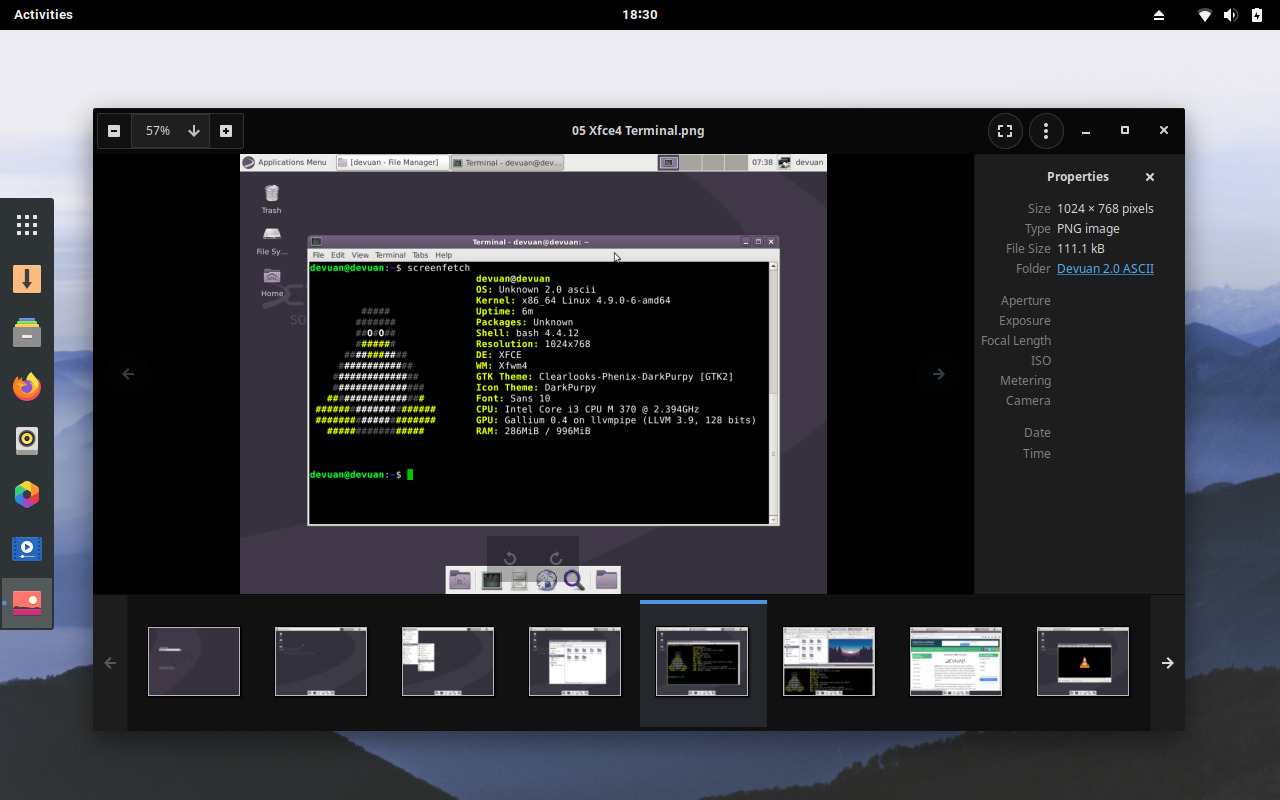 Activities
18:30
57%
05 Xfce4 Terminal.png
Applications Menu
[devuan - File Manager]
Terminal - devuan@dev...
07:38
devuan
Trash
File Sy...
Home
Terminal - devuan@devuan: ~
File Edit View Terminal Tabs Help
devuan@devuan:~$ screenfetch
devuan@devuan
OS: Unknown 2.0 ascii
Kernel: x86_64 Linux 4.9.0-6-amd64
Uptime: 6m
Packages: Unknown
Shell: bash 4.4.12
Resolution: 1024x768
DE: XFCE
WM: Xfwm4
GTK Theme: Clearlooks-Phenix-DarkPurpy [GTK2]
Icon Theme: DarkPurpy
Font: Sans 10
CPU: Intel Core i3 CPU M 370 @ 2.394GHz
GPU: Gallium 0.4 on llvmpipe (LLVM 3.9, 128 bits)
RAM: 286MiB / 996MiB
devuan@devuan:~$
Properties
Size 1024 × 768 pixels
Type PNG image
File Size 111.1 kB
Folder Devuan 2.0 ASCII
Aperture
Exposure
Focal Length
ISO
Metering
Camera
Date
Time